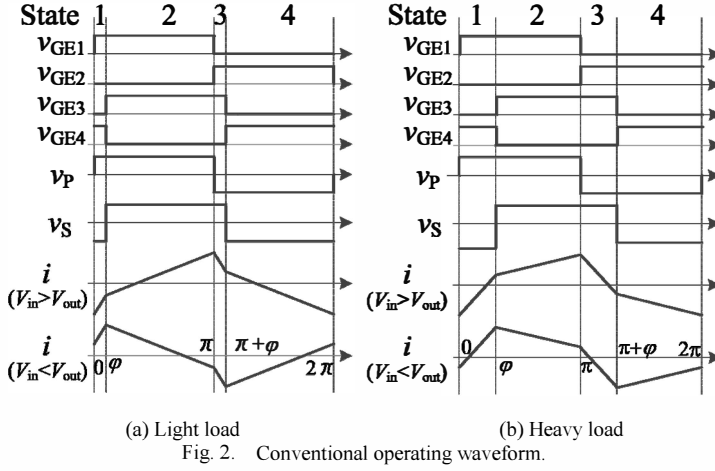 State 1 2 3 4
vGE1
vGE2
vGE3
vGE4
vP
vS
i
(Vin>Vout)
i
(Vin<Vout)
0 φ π π+φ 2π
(a) Light load
State 1 2 3 4
vGE1
vGE2
vGE3
vGE4
vP
vS
i
(Vin>Vout)
i
(Vin<Vout)
0 φ π π+φ 2π
(b) Heavy load
Fig. 2. Conventional operating waveform.